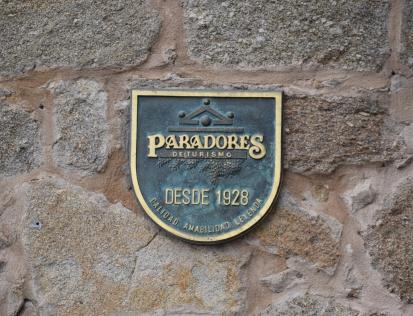 PARADORES
DE TURISMO
DESDE 1928
CALIDAD AMABILIDAD LEYENDA